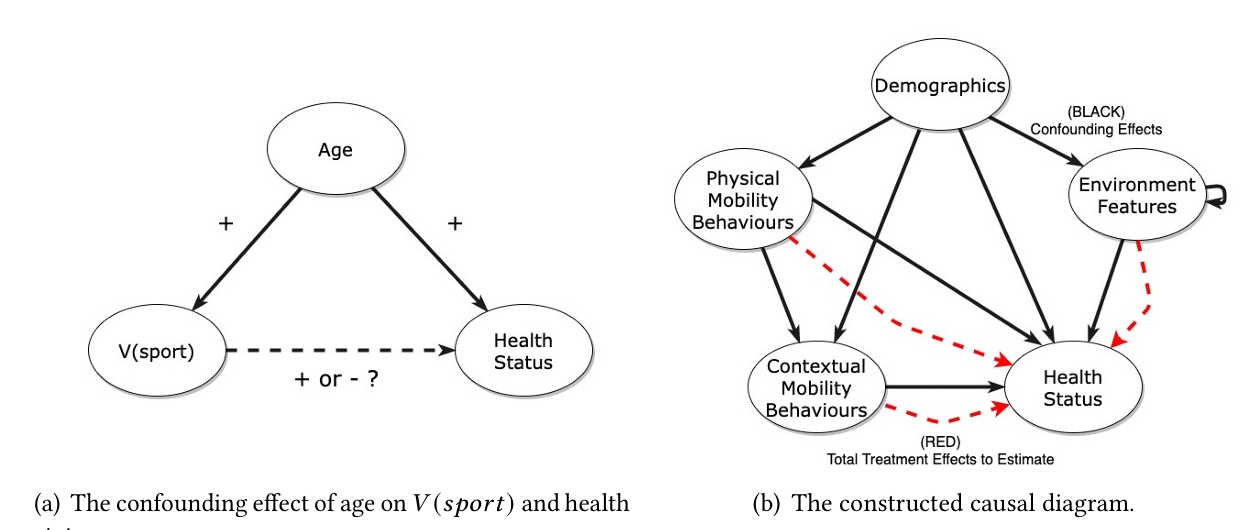 Age
+
+
V(sport)
+ or - ?
Health
Status
(a) The confounding effect of age on V(sport) and health
Demographics
(BLACK)
Confounding Effects
Physical
Mobility
Behaviours
Environment
Features
Contextual
Mobility
Behaviours
Health
Status
(RED)
Total Treatment Effects to Estimate
(b) The constructed causal diagram.